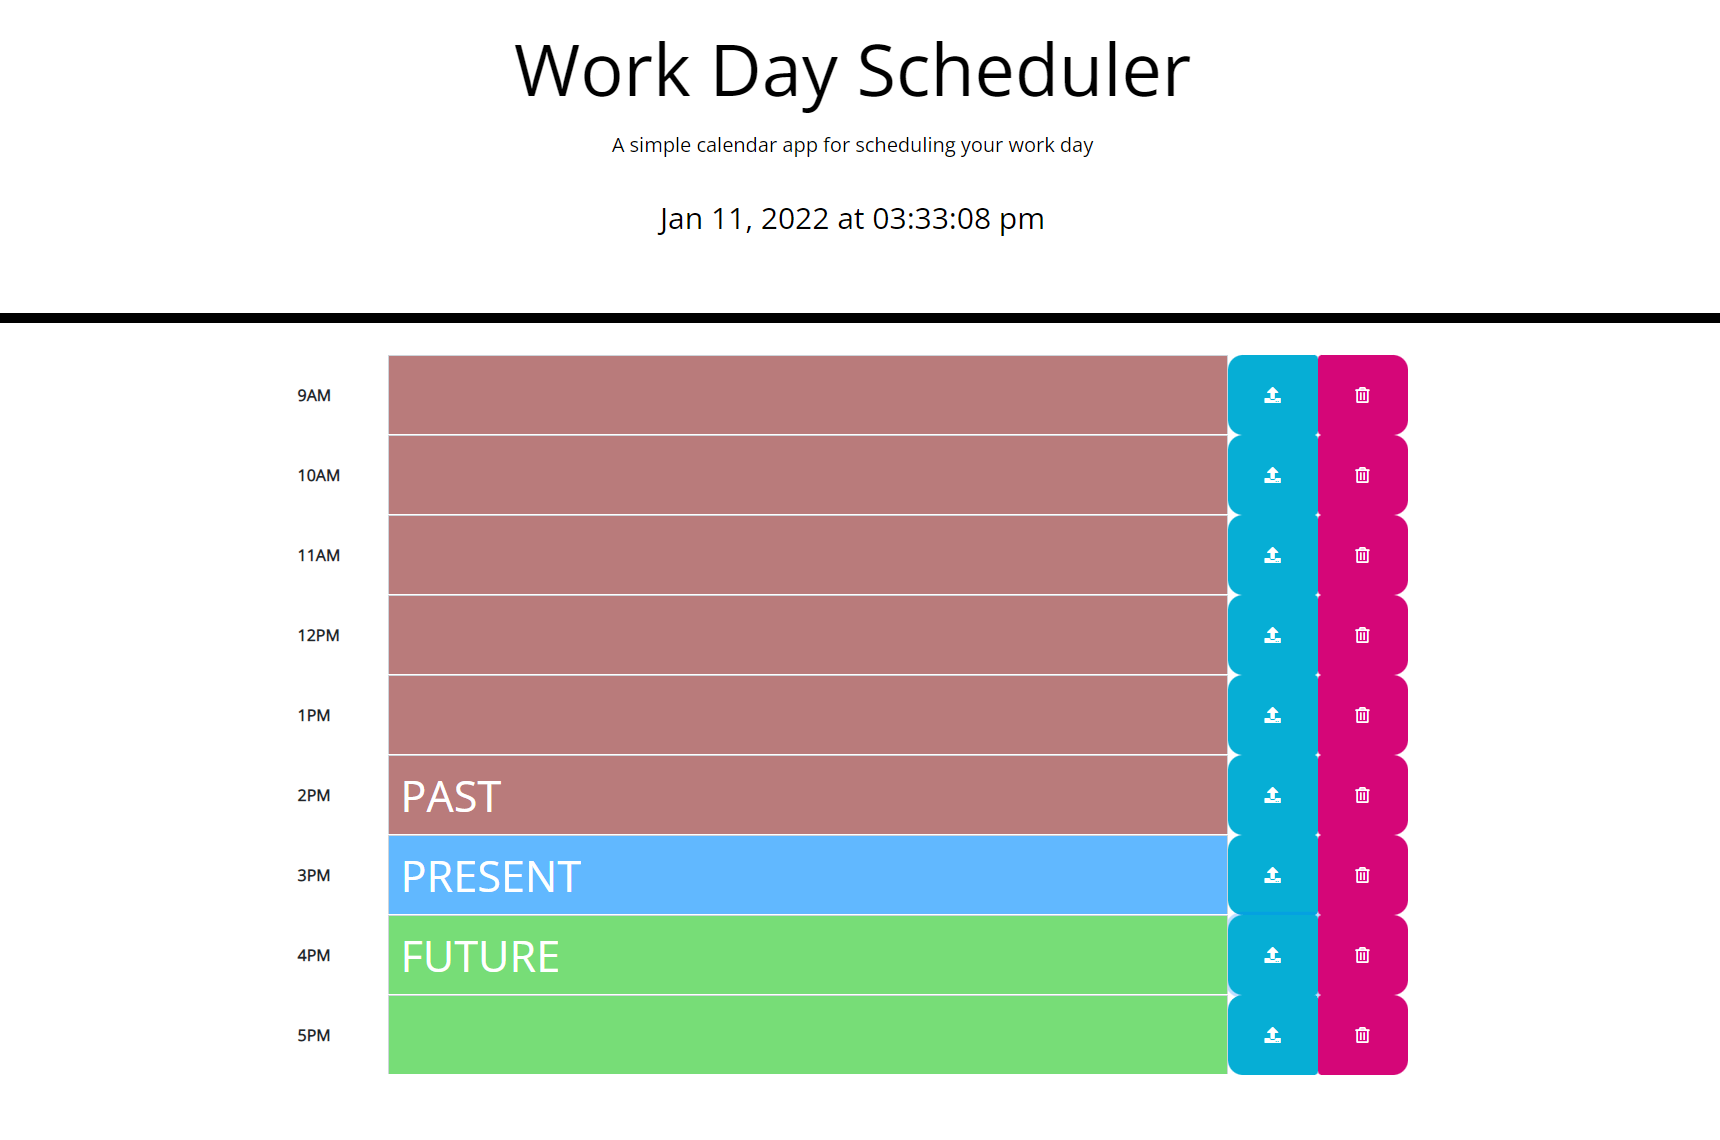 Work Day Scheduler
A simple calendar app for scheduling your work day
Jan 11, 2022 at 03:33:08 pm
9AM
10AM
11AM
12PM
1PM
2PM PAST
3PM PRESENT
4PM FUTURE
5PM